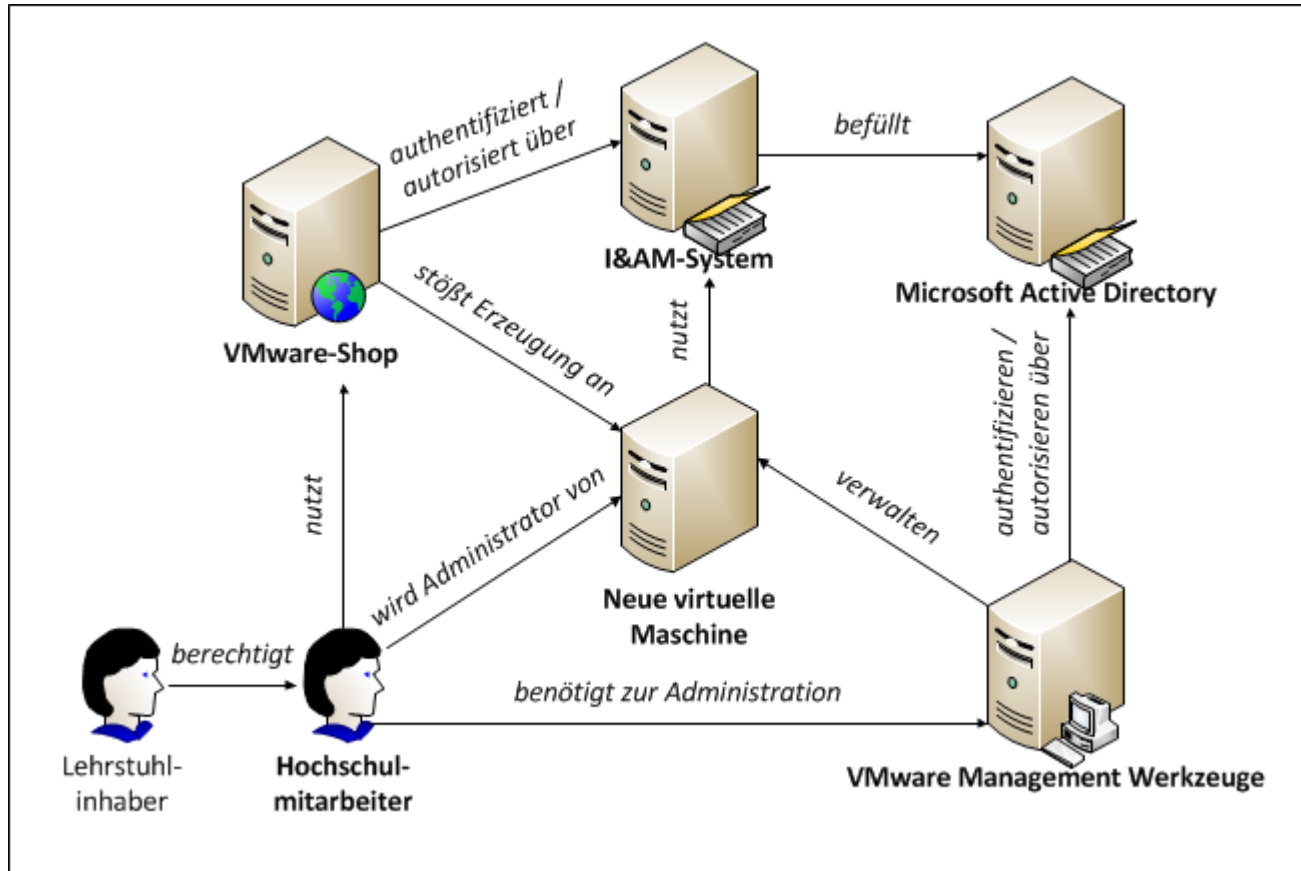 authentifiziert /
autorisiert über
befüllt
I&AM-System
Microsoft Active Directory
VMware-Shop
stößt Erzeugung an
nutzt
authentifizieren /
autorisieren über
nutzt
wird Administrator von
verwalten
Neue virtuelle
Maschine
berechtigt
benötigt zur Administration
Lehrstuhl-
inhaber
Hochschul-
mitarbeiter
VMware Management Werkzeuge